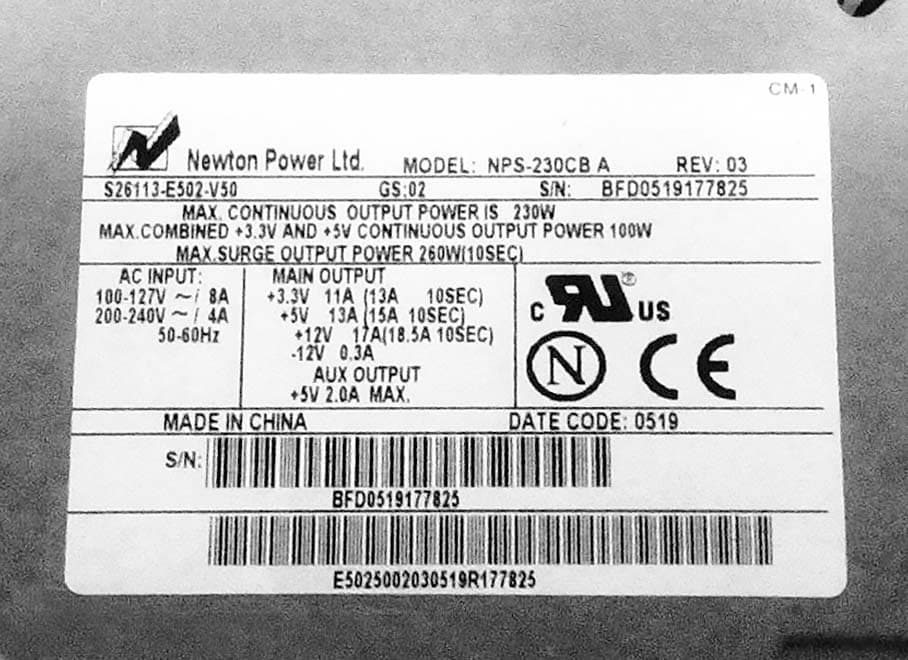 CM-1
Newton Power Ltd. MODEL: NPS-230CB A REV: 03
S26113-E502-V50 GS:02 S/N: BFD0519177825
MAX. CONTINUOUS OUTPUT POWER IS 230W
MAX.COMBINED +3.3V AND +5V CONTINUOUS OUTPUT POWER 100W
MAX.SURGE OUTPUT POWER 260W(10SEC)
AC INPUT:
100-127V ~/ 8A
200-240V ~/ 4A
50-60Hz
MAIN OUTPUT
+3.3V 11A (13A 10SEC)
+5V 13A (15A 10SEC)
+12V 17A(18.5A 10SEC)
-12V 0.3A
AUX OUTPUT
+5V 2.0A MAX.
C RU ® US
N CE
MADE IN CHINA DATE CODE: 0519
S/N:
BFD0519177825
E5025002030519R177825